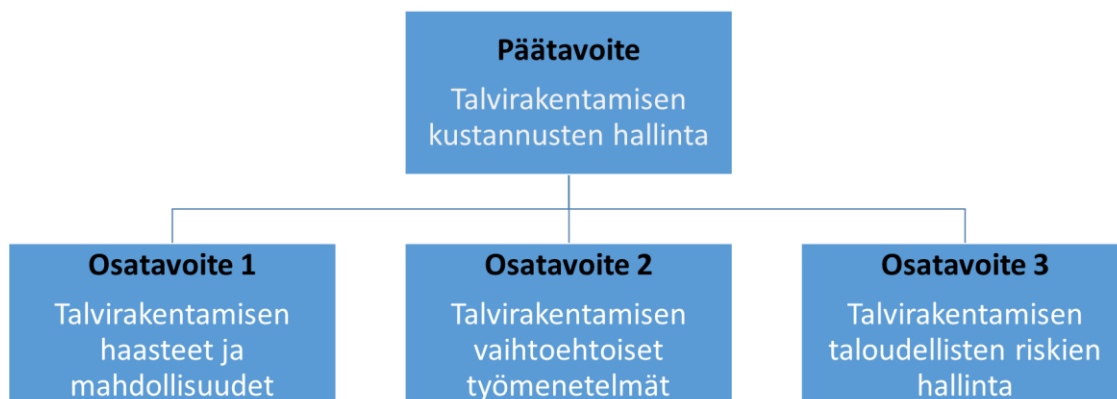 Päätavoite
Talvirakentamisen
kustannusten hallinta
Osatavoite 1
Talvirakentamisen
haasteet ja
mahdollisuudet
Osatavoite 2
Talvirakentamisen
vaihtoehtoiset
työmenetelmät
Osatavoite 3
Talvirakentamisen
taloudellisten riskien
hallinta